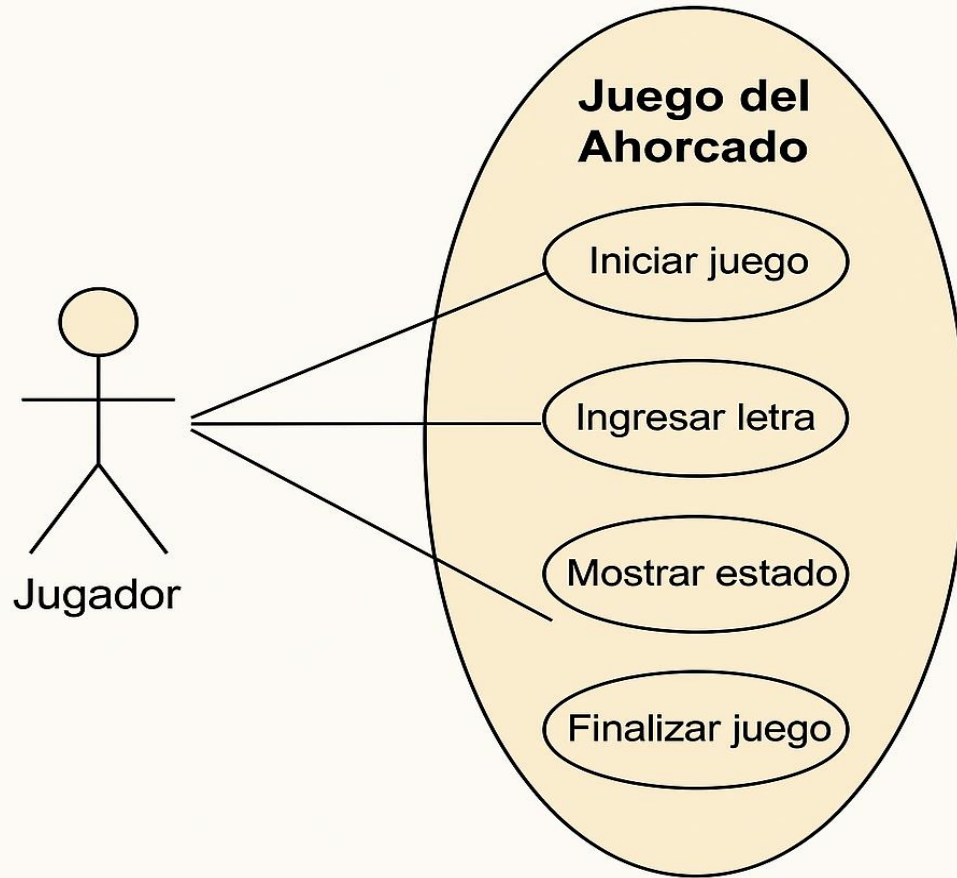 Juego del
Ahorcado
Iniciar juego
Ingresar letra
Mostrar estado
Finalizar juego
Jugador